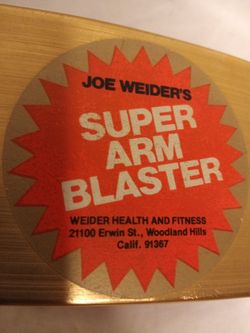 JOE WEIDER'S
SUPER
ARM
BLASTER
WEIDER HEALTH AND FITNESS
21100 Erwin St., Woodland Hills
Calif. 91367